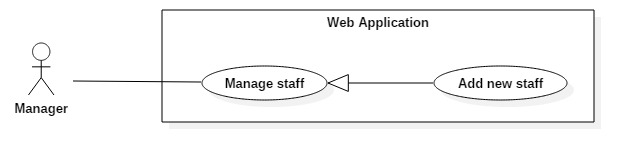 Web Application
Manage staff
Add new staff
Manager